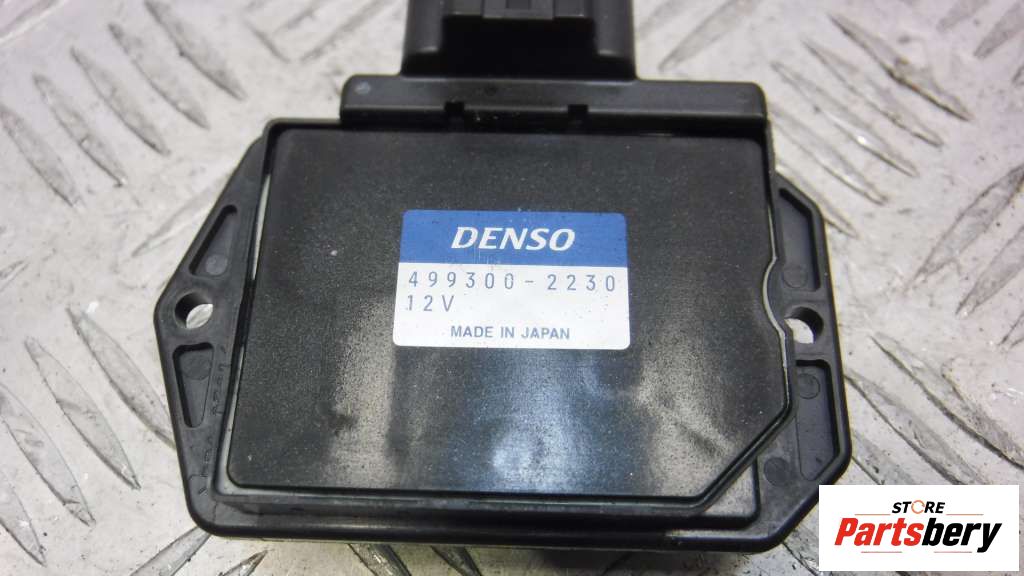 DENSO
499300-2230
12V
MADE IN JAPAN
STORE
Partsbery